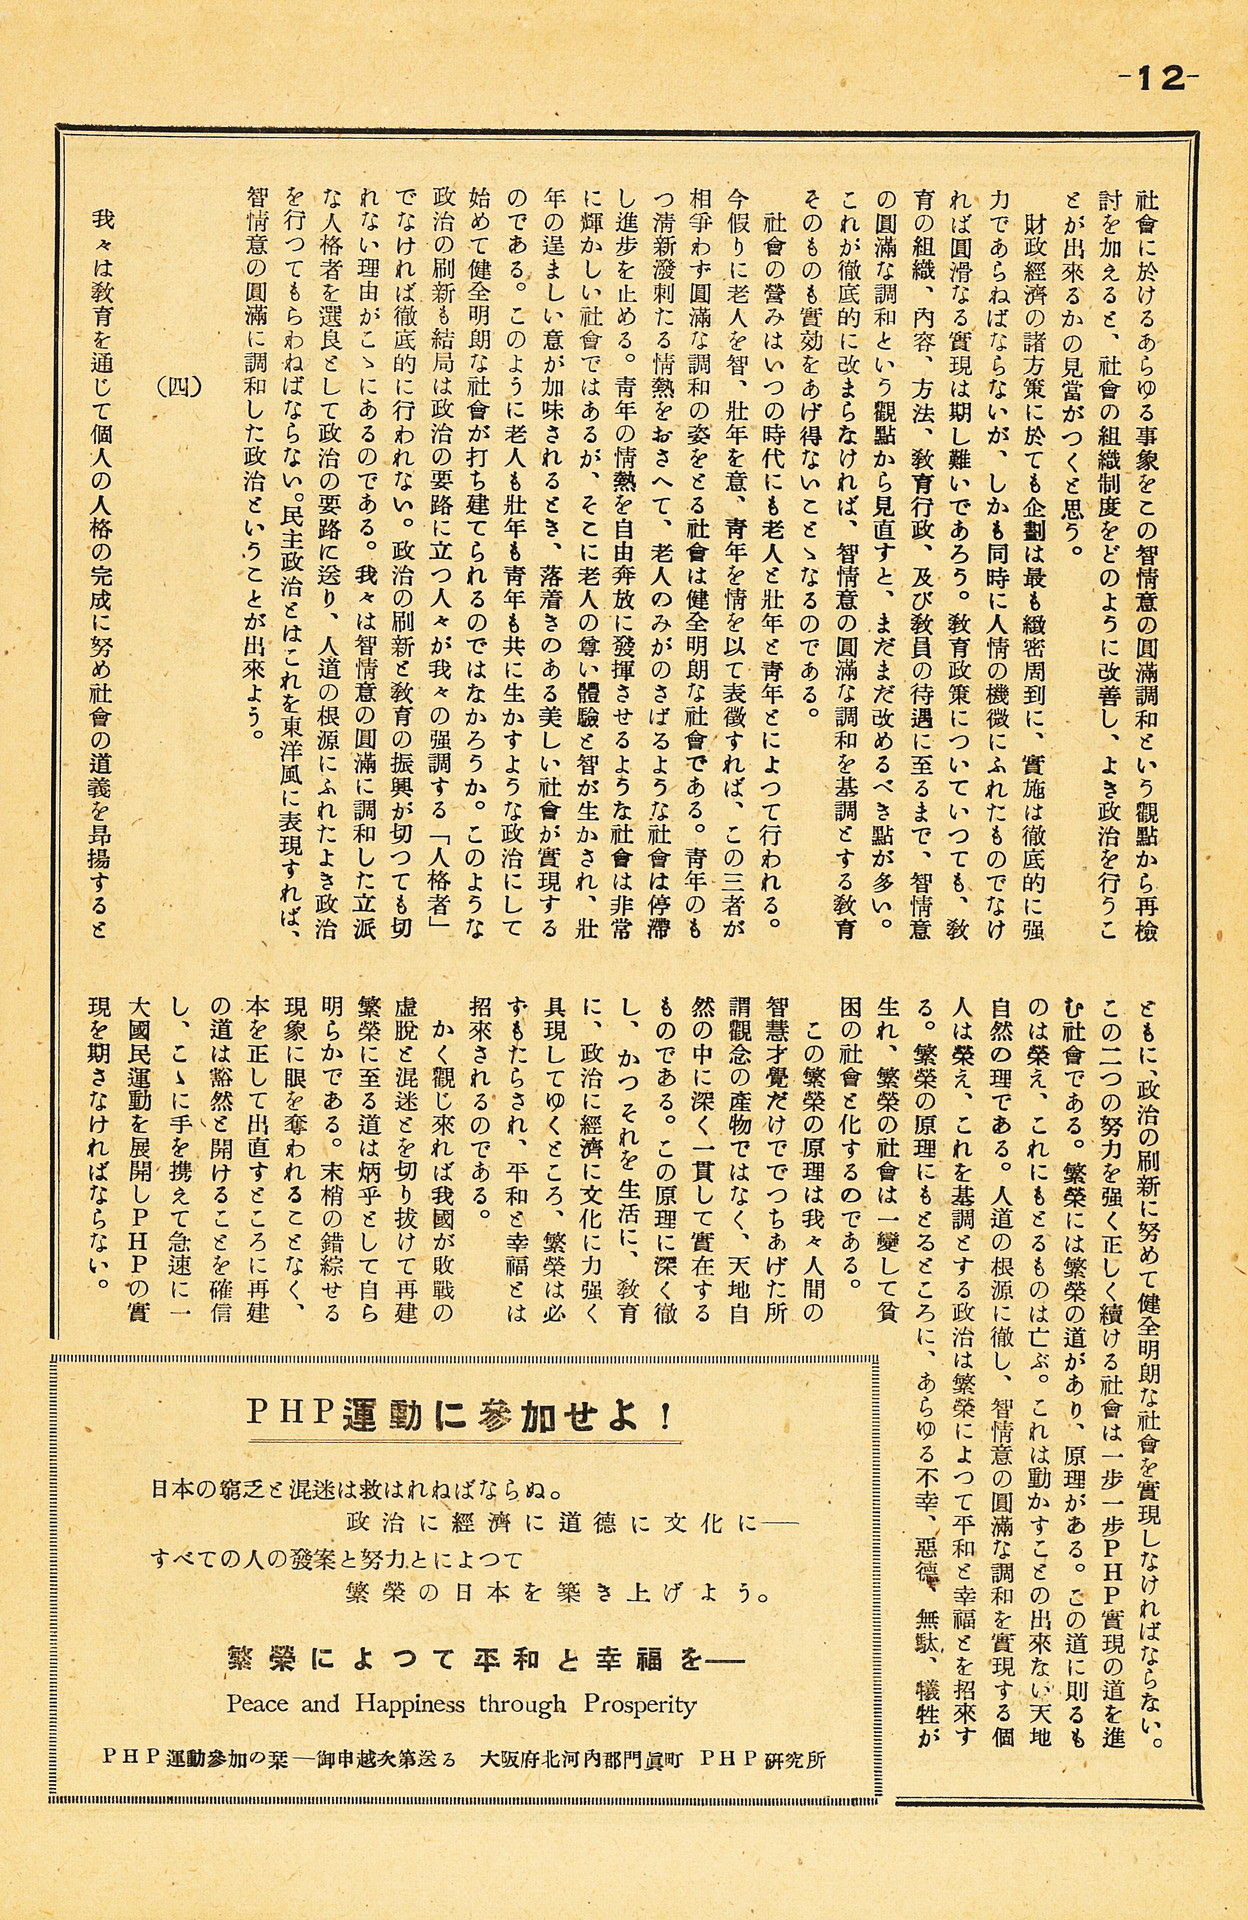 -12-
社會に於けるあらゆる事象をこの智情意の圓滿調和という觀點から再檢
討を加えると、社會の組織制度をどのように改善し、よき政治を行うこ
とが出來るかの見當がつくと思う。
財政經濟の諸方策に於ても企劃は最も緻密周到に、實施は徹底的に强
力であらねばならないが、しかも同時に人情の機微にふれたものでなけ
れば圓滑なる實現は期し難いであろう。敎育政策についていつても、敎
育の組織、內容、方法、敎育行政、及び敎員の待遇に至るまで、智情意
の圓滿な調和という觀點から見直すと、まだまだ改めるべき點が多い。
これが徹底的に改まらなければ、智情意の圓滿な調和を基調とする敎育
そのものも實効をあげ得ないことゝなるのである。
社會の營みはいつの時代にも老人と壯年と靑年とによつて行われる。
今假りに老人を智、壯年を意、靑年を情を以て表徵すれば、この三者が
相爭わず圓滿な調和の姿をとる社會は健全明朗な社會である。靑年のも
つ淸新潑剌たる情熱をおさへて、老人のみがのさばるような社會は停滯
し進步を止める。靑年の情熱を自由奔放に發揮させるような社會は非常
に輝かしい社會ではあるが、そこに老人の尊い體驗と智が生かされ、壯
年の逞ましい意が加味されるとき、落着きのある美しい社會が實現する
のである。このように老人も壯年も靑年も共に生かすような政治にして
始めて健全明朗な社會が打ち建てられるのではなかろうか。このような
政治の刷新も結局は政治の要路に立つ人々が我々の强調する「人格者」
でなければ徹底的に行われない。政治の刷新と敎育の振興が切つても切
れない理由がこゝにあるのである。我々は智情意の圓滿に調和した立派
な人格者を選良として政治の要路に送り、人道の根源にふれたよき政治
を行つてもらわねばならない。民主政治とはこれを東洋風に表現すれば、
智情意の圓滿に調和した政治ということが出來よう。
(四)
我々は敎育を通じて個人の人格の完成に努め社會の道義を昂揚すると
ともに、政治の刷新に努めて健全明朗な社會を實現しなければならない。
この二つの努力を强く正しく續ける社會は一步一步PHP實現の道を進
む社會である。繁榮には繁榮の道があり、原理がある。この道に則るも
のは榮え、これにもとるものは亡ぶ。これは動かすことの出來ない天地
自然の理である。人道の根源に徹し、智情意の圓滿な調和を實現する個
人は榮え、これを基調とする政治は繁榮によつて平和と幸福とを招來す
る。繁榮の原理にもとるところに、あらゆる不幸、惡德、無駄、犧牲が
生れ、繁榮の社會は一變して貧
困の社會と化するのである。
この繁榮の原理は我々人間の
智慧才覺だけででつちあげた所
謂觀念の產物ではなく、天地自
然の中に深く一貫して實在する
ものである。この原理に深く徹
し、かつそれを生活に、敎育
に、政治に經濟に文化に力强く
具現してゆくところ、繁榮は必
ずもたらされ、平和と幸福とは
招來されるのである。
かく觀じ來れば我國が敗戰の
虛脫と混迷とを切り拔けて再建
繁榮に至る道は炳乎として自ら
明らかである。末梢の錯綜せる
現象に眼を奪われることなく、
本を正して出直すところに再建
の道は豁然と開けることを確信
し、こゝに手を携えて急速に一
大國民運動を展開しPHPの實
現を期さなければならない。
PHP運動に參加せよ！
日本の窮乏と混迷は救はれねばならぬ。
政治に經濟に道德に文化に──
すべての人の發案と努力とによつて
繁榮の日本を築き上げよう。
繁榮によつて平和と幸福を──
Peace and Happiness through Prosperity
PHP運動參加の栞─御申越次第送る 大阪府北河內郡門眞町 PHP硏究所